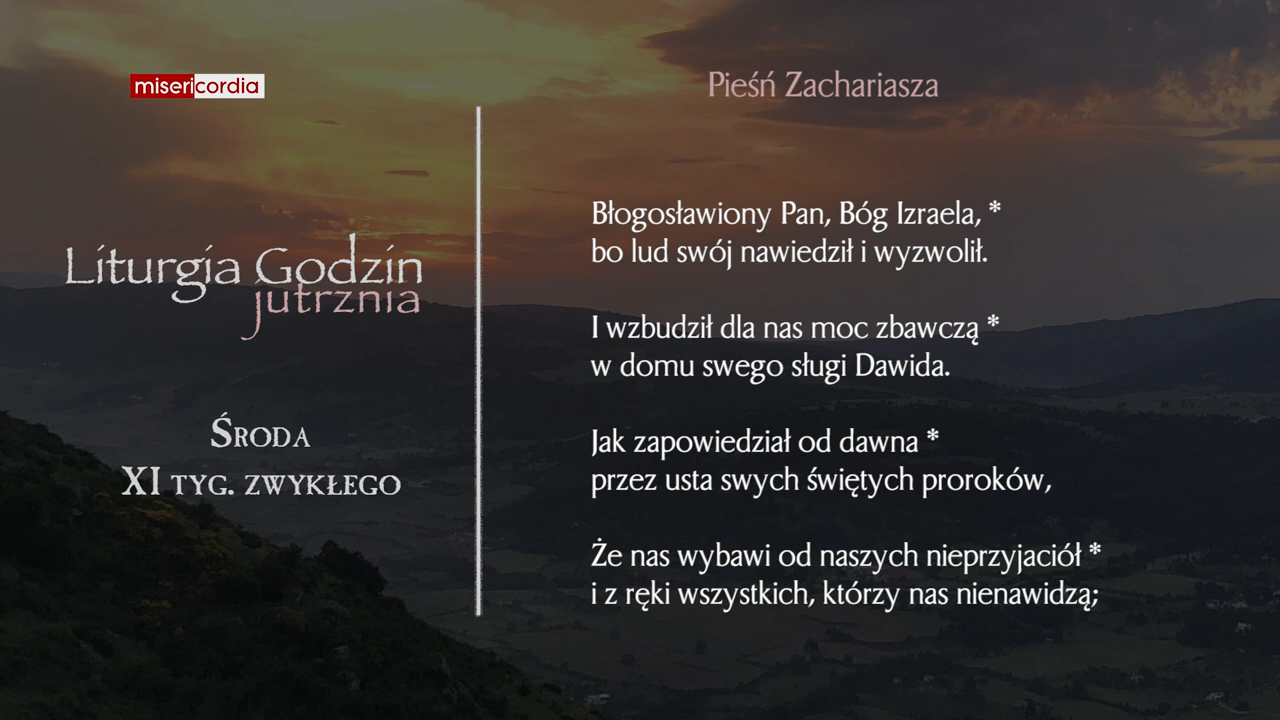 misericordia
Liturgia Godzin
jutrznia
Środa
XI tyg. zwykłego
Pieśń Zachariasza
Błogosławiony Pan, Bóg Izraela, *
bo lud swój nawiedził i wyzwolił.
I wzbudził dla nas moc zbawczą *
w domu swego sługi Dawida.
Jak zapowiedział od dawna *
przez usta swych świętych proroków,
Że nas wybawi od naszych nieprzyjaciół *
i z ręki wszystkich, którzy nas nienawidzą;